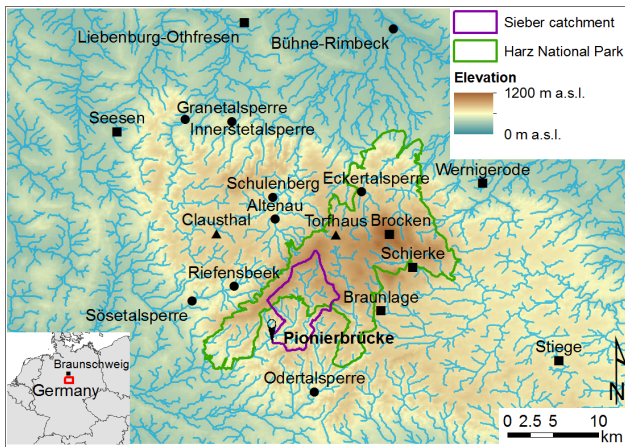 Sieber catchment
Harz National Park
Elevation
1200 m a.s.l.
0 m a.s.l.
Liebenburg-Othfresen
Bühne-Rimbeck
Seesen
Granetalsperre
Innerstetalsperre
Wernigerode
Schulenberg
Eckertalsperre
Altenau
Clausthal
Torfhaus
Brocken
Schierke
Riefensbeek
Braunlage
Sösetalsperre
Pionierbrücke
Stiege
Odertalsperre
Braunschweig
Germany
N
0 2.5 5 10
km